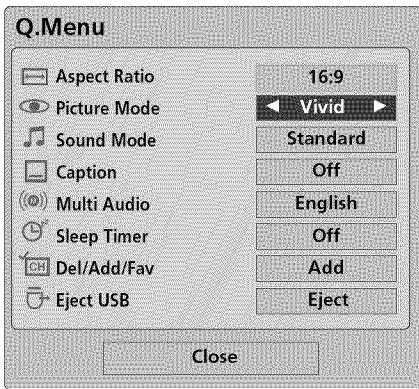 Q.Menu
Aspect Ratio 16:9
Picture Mode ◄ Vivid ►
Sound Mode Standard
Caption Off
Multi Audio English
Sleep Timer Off
CH Del/Add/Fav Add
Eject USB Eject
Close